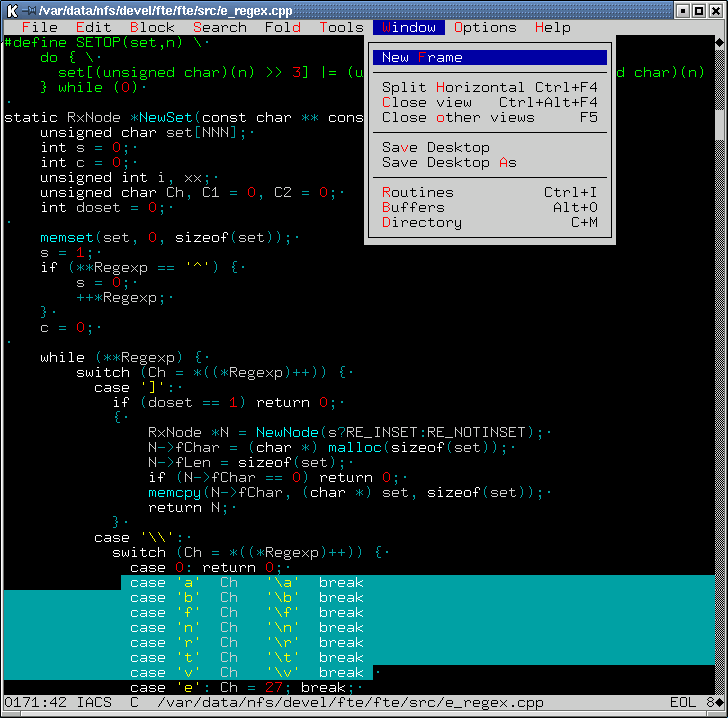 K /var/data/nfs/devel/fte/fte/src/e_regex.cpp
File Edit Block Search Fold Tools Window Options Help
#define SETOP(set,n) \
do { \
set[(unsigned char)(n) >> 3] |= (u d char)(n)
} while (0)
static RxNode *NewSet(const char ** cons
unsigned char set[NNN];
int s = 0;
int c = 0;
unsigned int i, xx;
unsigned char Ch, C1 = 0, C2 = 0;
int doset = 0;
New Frame
Split Horizontal Ctrl+F4
Close view Ctrl+Alt+F4
Close other views F5
Save Desktop
Save Desktop As
Routines Ctrl+I
Buffers Alt+O
Directory C+M
memset(set, 0, sizeof(set));
s = 1;
if (**Regexp == '^') {
s = 0;
++*Regexp;
}
c = 0;
while (**Regexp) {
switch (Ch = *((*Regexp)++)) {
case ']':
if (doset == 1) return 0;
{
RxNode *N = NewNode(s?RE_INSET:RE_NOTINSET);
N->fChar = (char *) malloc(sizeof(set));
N->fLen = sizeof(set);
if (N->fChar == 0) return 0;
memcpy(N->fChar, (char *) set, sizeof(set));
return N;
}
case '\\':
switch (Ch = *((*Regexp)++)) {
case 0: return 0;
case 'a' Ch '\a' break
case 'b' Ch '\b' break
case 'f' Ch '\f' break
case 'n' Ch '\n' break
case 'r' Ch '\r' break
case 't' Ch '\t' break
case 'v' Ch '\v' break
case 'e': Ch = 27; break;
0171:42 IACS C /var/data/nfs/devel/fte/fte/src/e_regex.cpp EOL 8